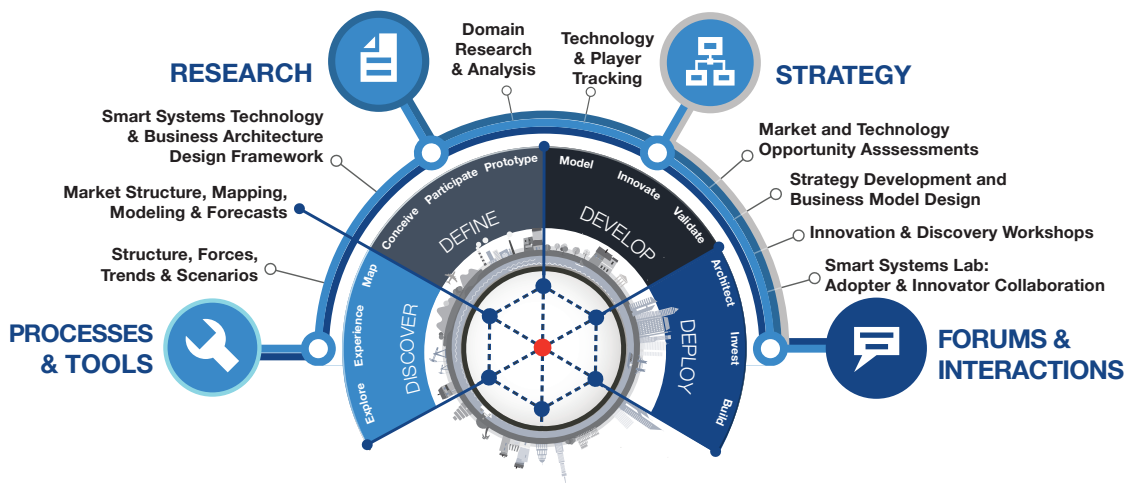 RESEARCH
Domain
Research
& Analysis
Technology
& Player
Tracking
STRATEGY
Smart Systems Technology
& Business Architecture
Design Framework
Market Structure, Mapping,
Modeling & Forecasts
Structure, Forces,
Trends & Scenarios
PROCESSES
& TOOLS
Market and Technology
Opportunity Asssessments
Strategy Development and
Business Model Design
Innovation & Discovery Workshops
Smart Systems Lab:
Adopter & Innovator Collaboration
FORUMS &
INTERACTIONS
Explore
Experience
Map
DISCOVER
Conceive
Participate
Prototype
DEFINE
Model
Innovate
Validate
DEVELOP
Architect
Invest
Build
DEPLOY